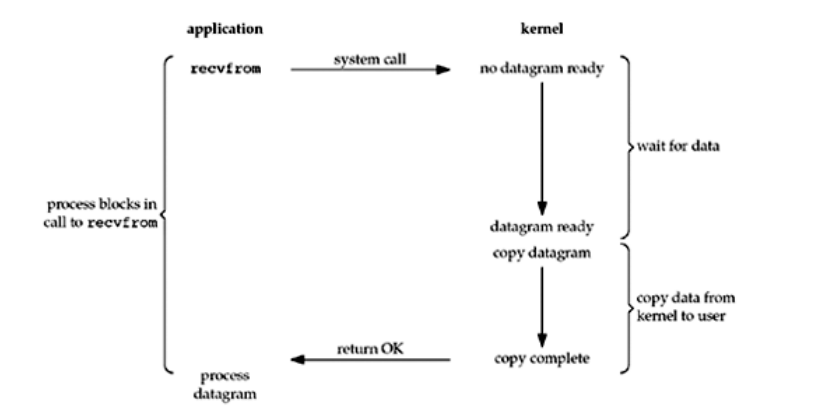 application
kernel
recvfrom
system call
no datagram ready
wait for data
process blocks in
call to recvfrom
datagram ready
copy datagram
copy data from
kernel to user
return OK
copy complete
process
datagram